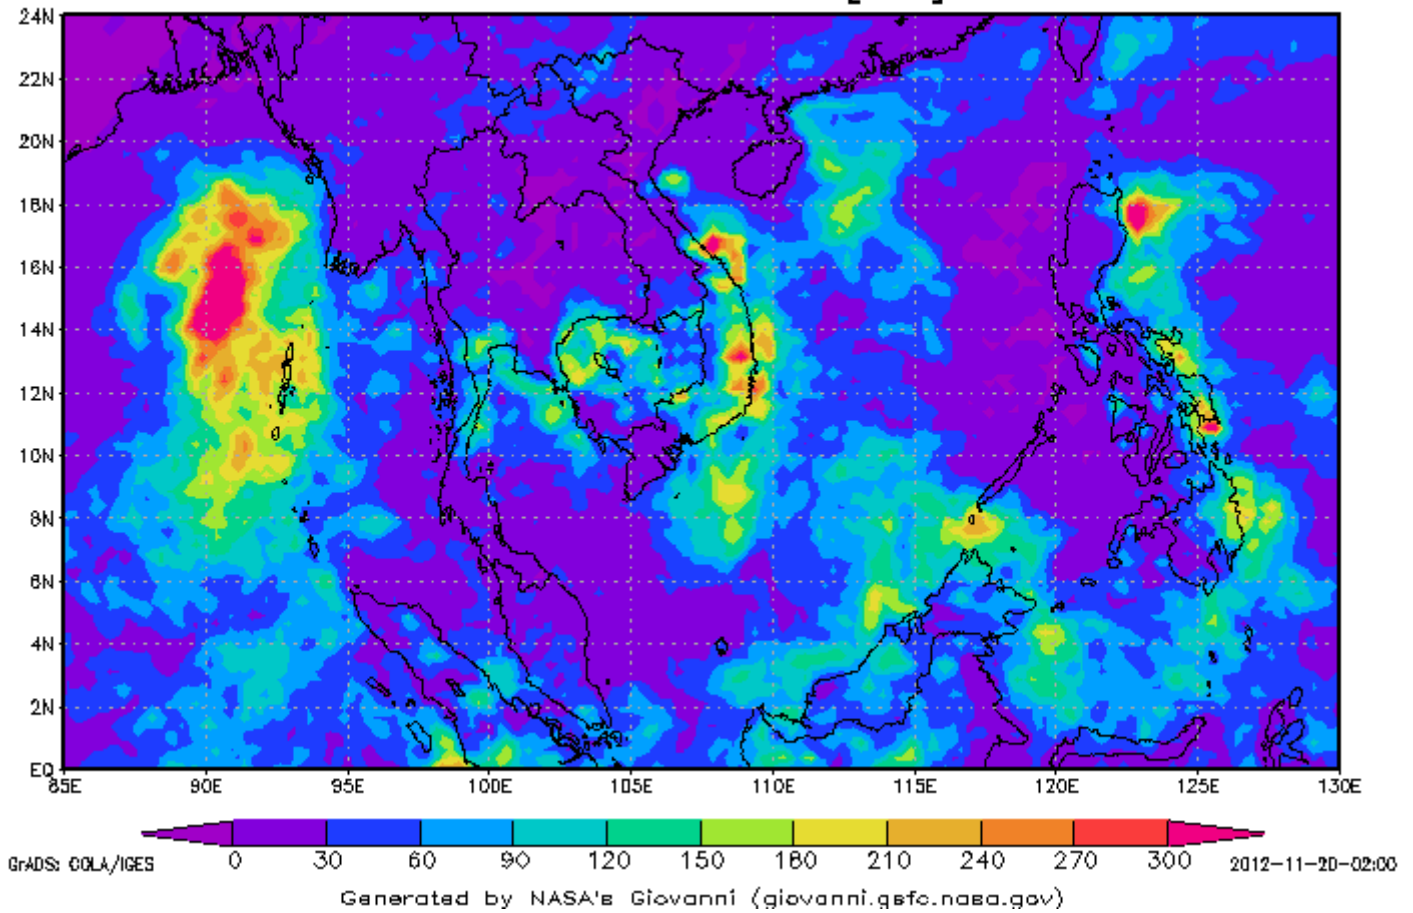 24N
22N
20N
18N
16N
14N
12N
10N
8N
6N
4N
2N
EQ
85E 90E 95E 100E 105E 110E 115E 120E 125E 130E
0 30 60 90 120 150 180 210 240 270 300
GrADS: COLA/IGES 2012-11-20-02:00
Generated by NASA's Giovanni (giovanni.gsfc.nasa.gov)